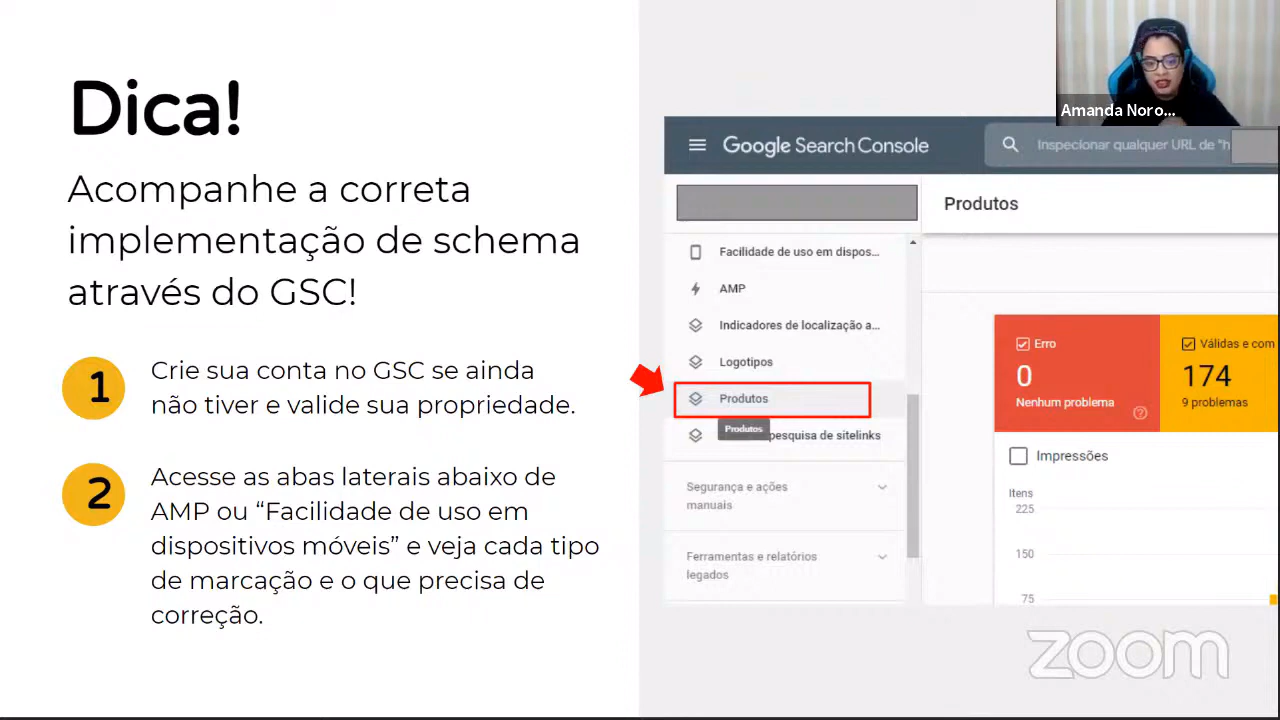 Dica!
Acompanhe a correta
implementação de schema
através do GSC!
1
Crie sua conta no GSC se ainda
não tiver e valide sua propriedade.
2
Acesse as abas laterais abaixo de
AMP ou “Facilidade de uso em
dispositivos móveis” e veja cada tipo
de marcação e o que precisa de
correção.
Amanda Noro...
Google Search Console
Inspecionar qualquer URL de "h
Produtos
Facilidade de uso em dispos...
AMP
Indicadores de localização a...
Logotipos
Produtos
Produtos
pesquisa de sitelinks
Segurança e ações
manuais
Ferramentas e relatórios
legados
Erro
0
Nenhum problema
Válidas e com
174
9 problemas
Impressões
Itens
225
150
75
zoom